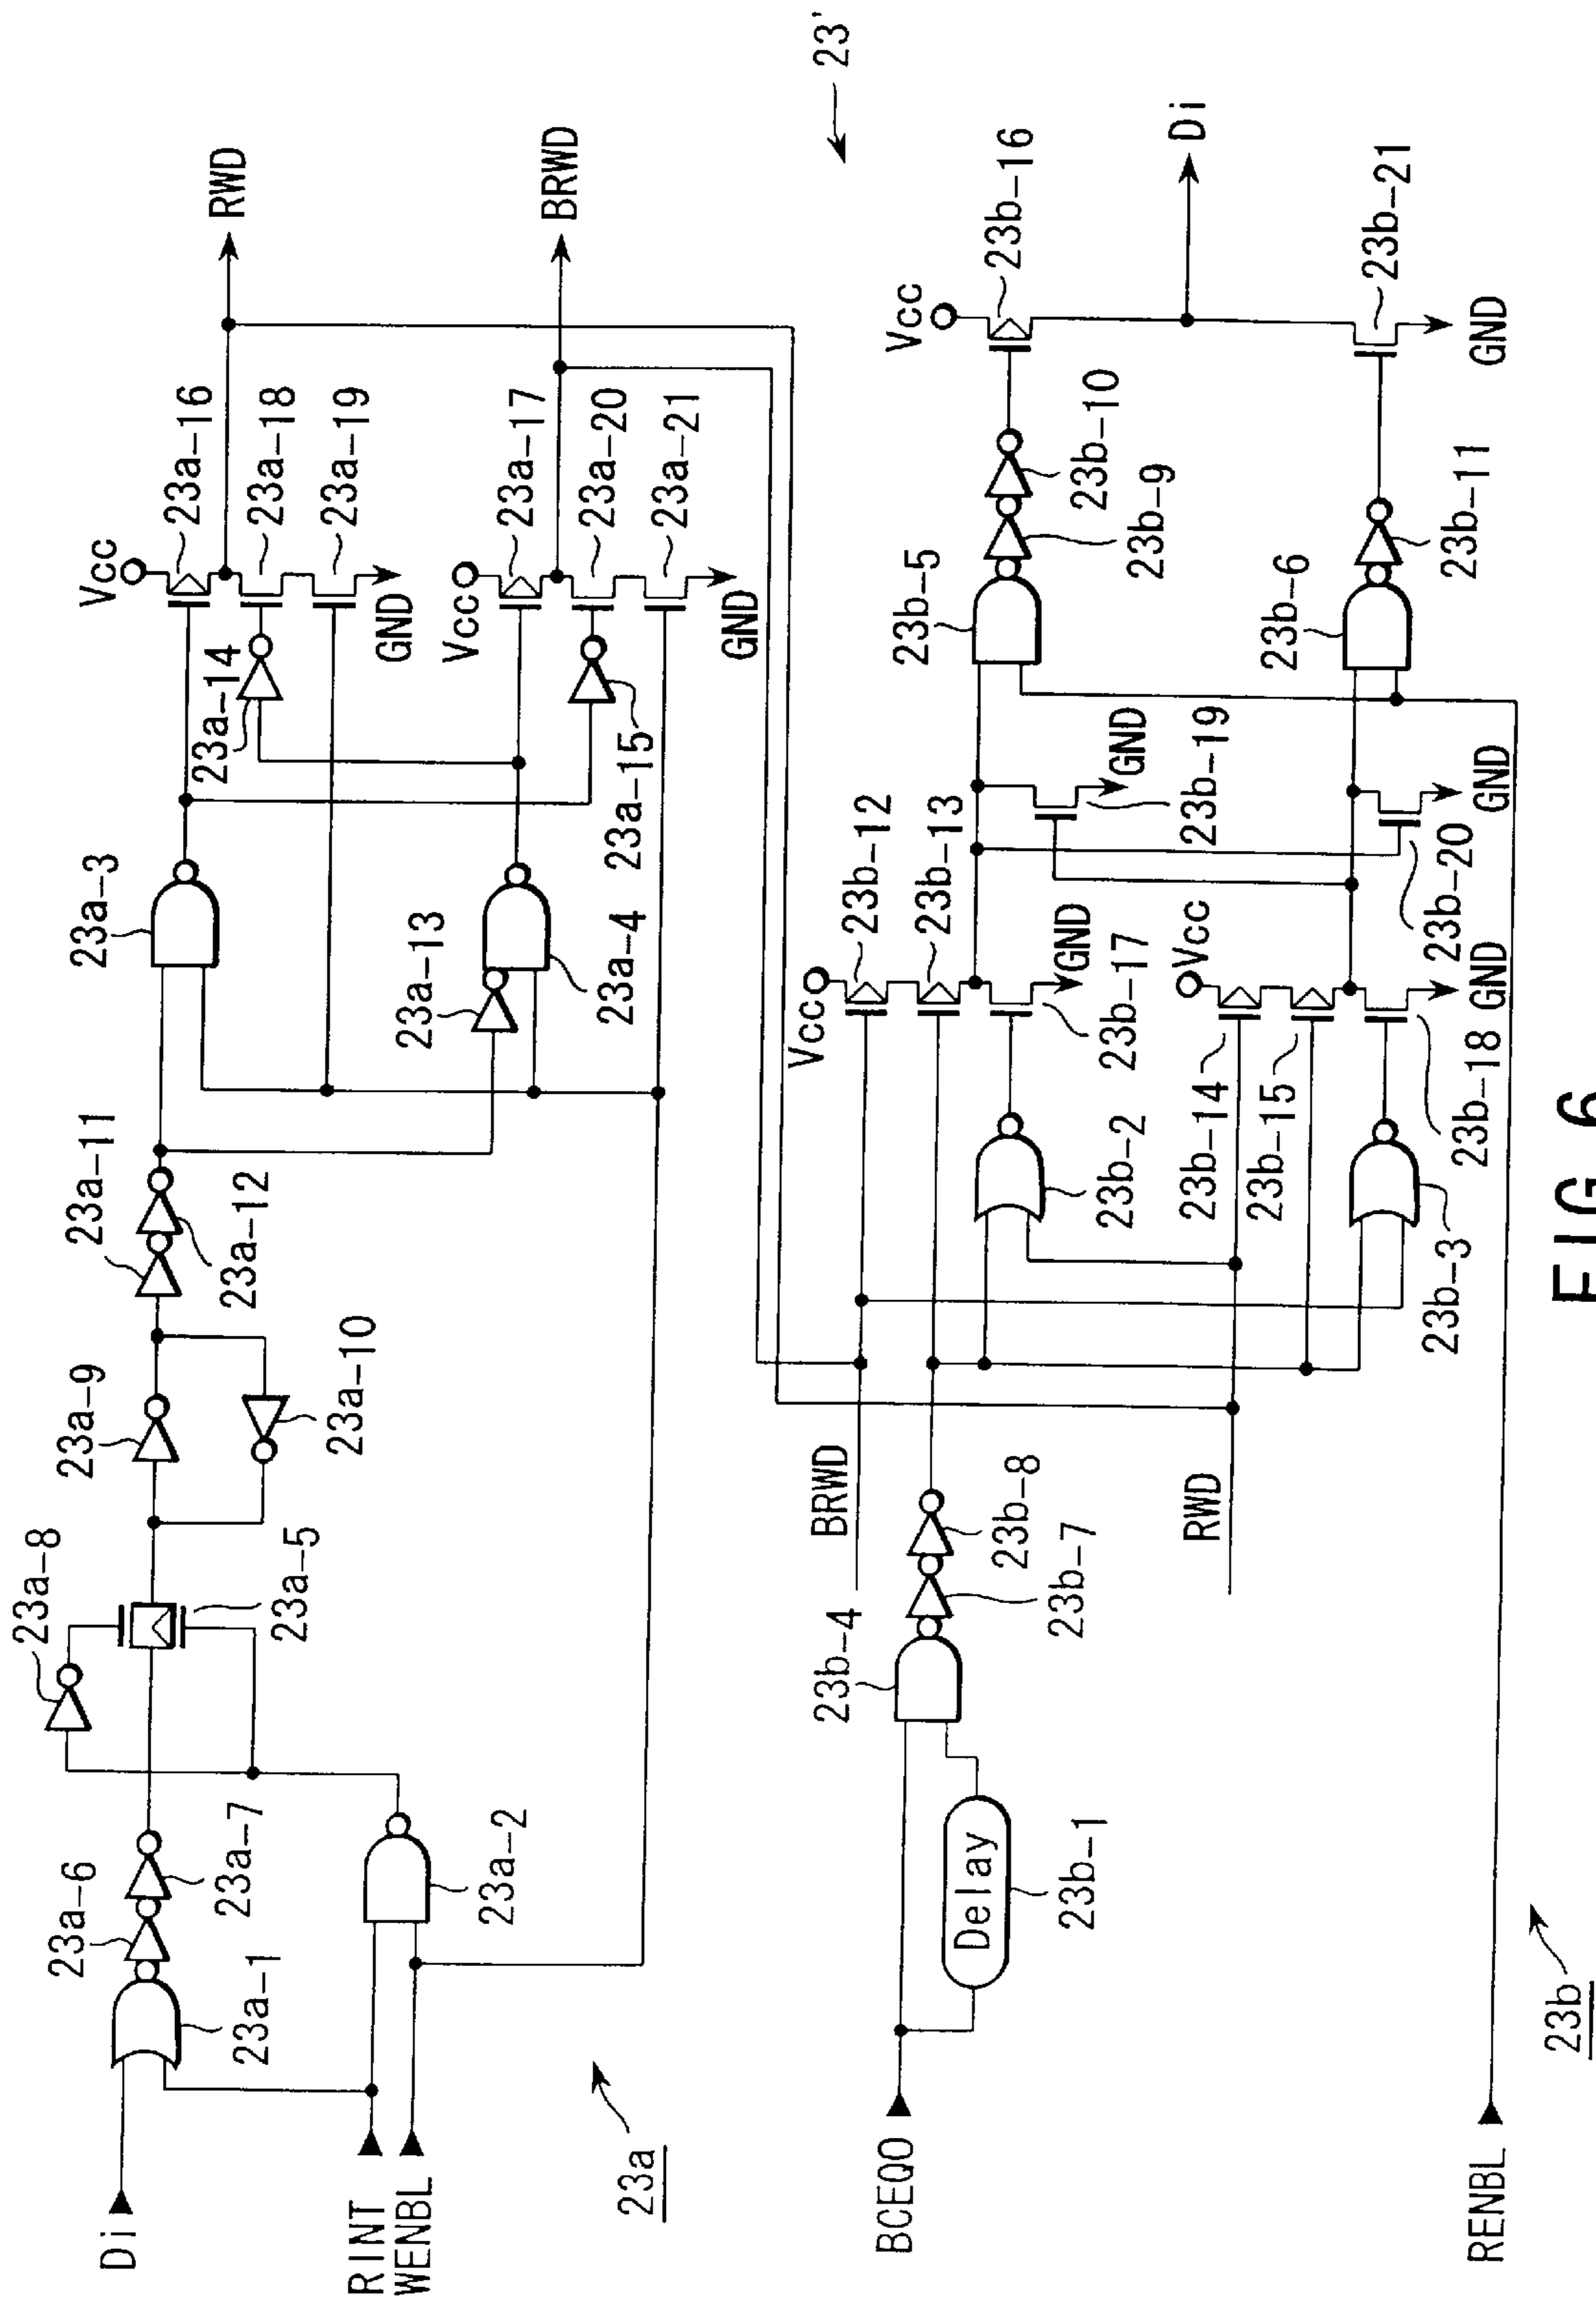 Di
RINT
WENBL
23a
23a-1
23a-6
23a-7
23a-2
23a-8
23a-5
23a-9
23a-10
23a-11
23a-12
23a-3
23a-13
23a-4
23a-14
23a-15
Vcc
23a-16
23a-18
23a-19
GND
Vcc
23a-17
23a-20
23a-21
GND
RWD
BRWD
23'
BCEQO
Delay
23b-1
23b-4
23b-7
23b-8
BRWD
RWD
RENBL
23b
23b-2
23b-3
Vcc
23b-12
23b-13
23b-17
GND
23b-14
23b-15
Vcc
23b-18
GND
23b-19
GND
23b-20
GND
23b-5
23b-9
23b-10
23b-6
23b-11
Vcc
23b-16
Di
23b-21
GND
FIG. 6